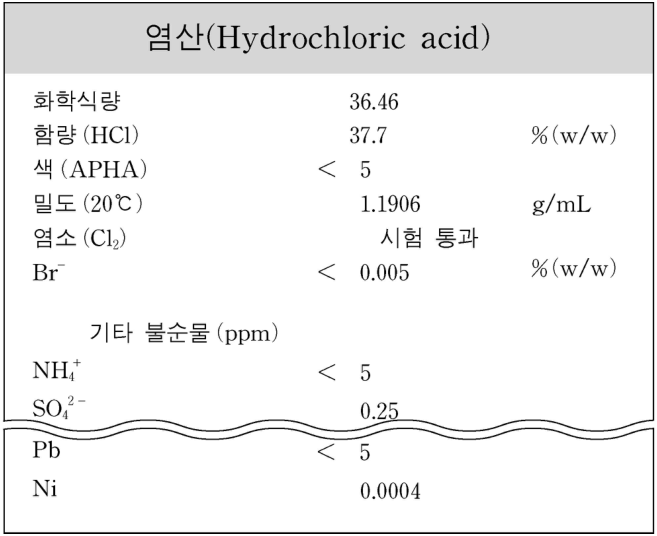 염산(Hydrochloric acid)
화학식량 36.46
함량 (HCl) 37.7 %(w/w)
색 (APHA) < 5
밀도 (20℃) 1.1906 g/mL
염소 (Cl₂) 시험 통과
Br⁻ < 0.005 %(w/w)
기타 불순물 (ppm)
NH₄⁺ < 5
SO₄²⁻ 0.25
Pb < 5
Ni 0.0004